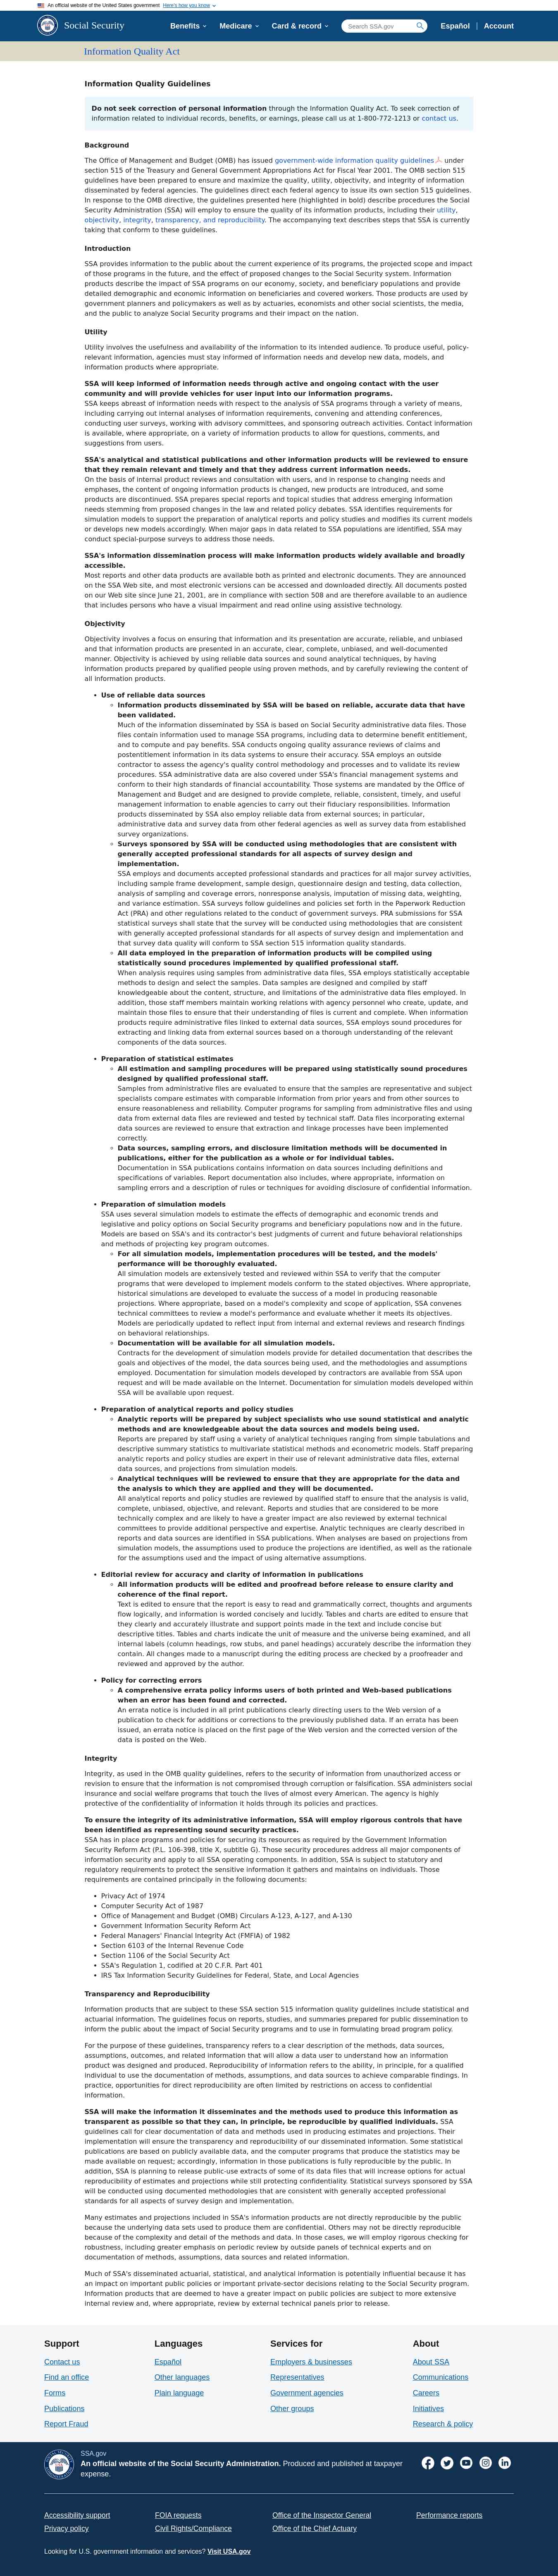 An official website of the United States government Here's how you know
Social Security
Benefits Medicare Card & record Search SSA.gov Español Account
Information Quality Act
Information Quality Guidelines
Do not seek correction of personal information through the Information Quality Act. To seek correction of
information related to individual records, benefits, or earnings, please call us at 1-800-772-1213 or contact us.
Background
The Office of Management and Budget (OMB) has issued government-wide information quality guidelines under
section 515 of the Treasury and General Government Appropriations Act for Fiscal Year 2001. The OMB section 515
guidelines have been prepared to ensure and maximize the quality, utility, objectivity, and integrity of information
disseminated by federal agencies. The guidelines direct each federal agency to issue its own section 515 guidelines.
In response to the OMB directive, the guidelines presented here (highlighted in bold) describe procedures the Social
Security Administration (SSA) will employ to ensure the quality of its information products, including their utility,
objectivity, integrity, transparency, and reproducibility. The accompanying text describes steps that SSA is currently
taking that conform to these guidelines.
Introduction
SSA provides information to the public about the current experience of its programs, the projected scope and impact
of those programs in the future, and the effect of proposed changes to the Social Security system. Information
products describe the impact of SSA programs on our economy, society, and beneficiary populations and provide
detailed demographic and economic information on beneficiaries and covered workers. Those products are used by
government planners and policymakers as well as by actuaries, economists and other social scientists, the media,
and the public to analyze Social Security programs and their impact on the nation.
Utility
Utility involves the usefulness and availability of the information to its intended audience. To produce useful, policy-
relevant information, agencies must stay informed of information needs and develop new data, models, and
information products where appropriate.
SSA will keep informed of information needs through active and ongoing contact with the user
community and will provide vehicles for user input into our information programs.
SSA keeps abreast of information needs with respect to the analysis of SSA programs through a variety of means,
including carrying out internal analyses of information requirements, convening and attending conferences,
conducting user surveys, working with advisory committees, and sponsoring outreach activities. Contact information
is available, where appropriate, on a variety of information products to allow for questions, comments, and
suggestions from users.
SSA's analytical and statistical publications and other information products will be reviewed to ensure
that they remain relevant and timely and that they address current information needs.
On the basis of internal product reviews and consultation with users, and in response to changing needs and
emphases, the content of ongoing information products is changed, new products are introduced, and some
products are discontinued. SSA prepares special reports and topical studies that address emerging information
needs stemming from proposed changes in the law and related policy debates. SSA identifies requirements for
simulation models to support the preparation of analytical reports and policy studies and modifies its current models
or develops new models accordingly. When major gaps in data related to SSA populations are identified, SSA may
conduct special-purpose surveys to address those needs.
SSA's information dissemination process will make information products widely available and broadly
accessible.
Most reports and other data products are available both as printed and electronic documents. They are announced
on the SSA Web site, and most electronic versions can be accessed and downloaded directly. All documents posted
on our Web site since June 21, 2001, are in compliance with section 508 and are therefore available to an audience
that includes persons who have a visual impairment and read online using assistive technology.
Objectivity
Objectivity involves a focus on ensuring that information and its presentation are accurate, reliable, and unbiased
and that information products are presented in an accurate, clear, complete, unbiased, and well-documented
manner. Objectivity is achieved by using reliable data sources and sound analytical techniques, by having
information products prepared by qualified people using proven methods, and by carefully reviewing the content of
all information products.
• Use of reliable data sources
○ Information products disseminated by SSA will be based on reliable, accurate data that have
been validated.
Much of the information disseminated by SSA is based on Social Security administrative data files. Those
files contain information used to manage SSA programs, including data to determine benefit entitlement,
and to compute and pay benefits. SSA conducts ongoing quality assurance reviews of claims and
postentitlement information in its data systems to ensure their accuracy. SSA employs an outside
contractor to assess the agency's quality control methodology and processes and to validate its review
procedures. SSA administrative data are also covered under SSA's financial management systems and
conform to their high standards of financial accountability. Those systems are mandated by the Office of
Management and Budget and are designed to provide complete, reliable, consistent, timely, and useful
management information to enable agencies to carry out their fiduciary responsibilities. Information
products disseminated by SSA also employ reliable data from external sources; in particular,
administrative data and survey data from other federal agencies as well as survey data from established
survey organizations.
○ Surveys sponsored by SSA will be conducted using methodologies that are consistent with
generally accepted professional standards for all aspects of survey design and
implementation.
SSA employs and documents accepted professional standards and practices for all major survey activities,
including sample frame development, sample design, questionnaire design and testing, data collection,
analysis of sampling and nonsampling errors, nonresponse analysis, imputation of missing data, weighting,
and variance estimation. SSA surveys follow guidelines and policies set forth in the Paperwork Reduction
Act (PRA) and other regulations related to the conduct of government surveys. PRA submissions for SSA
statistical surveys shall state that the survey will be conducted using methodologies that are consistent
with generally accepted professional standards for all aspects of survey design and implementation and
that survey data quality will conform to SSA section 515 information quality standards.
○ All data employed in the preparation of information products will be compiled using
statistically sound procedures implemented by qualified professional staff.
When analysis requires using samples from administrative data files, SSA employs statistically acceptable
methods to design and select the samples. Data samples are designed and compiled by staff
knowledgeable about the content, structure, and limitations of the administrative data files employed. In
addition, those staff members maintain working relations with agency personnel who create, update, and
maintain those files to ensure that their understanding of files is current and complete. When information
products require administrative files linked to external data sources, SSA employs sound procedures for
extracting and linking data from external sources based on a thorough understanding of the relevant
components of the data sources.
• Preparation of statistical estimates
○ All estimation and sampling procedures will be prepared using statistically sound procedures
designed by qualified professional staff.
Samples from administrative files are evaluated to ensure that the samples are representative and subject
specialists compare estimates with comparable information from prior years and from other sources to
ensure reasonableness and reliability. Computer programs for sampling from administrative files and using
data from external data files are reviewed and tested by technical staff. Data files incorporating external
data sources are reviewed to ensure that extraction and linkage processes have been implemented
correctly.
○ Data sources, sampling errors, and disclosure limitation methods will be documented in
publications, either for the publication as a whole or for individual tables.
Documentation in SSA publications contains information on data sources including definitions and
specifications of variables. Report documentation also includes, where appropriate, information on
sampling errors and a description of rules or techniques for avoiding disclosure of confidential information.
• Preparation of simulation models
SSA uses several simulation models to estimate the effects of demographic and economic trends and
legislative and policy options on Social Security programs and beneficiary populations now and in the future.
Models are based on SSA's and its contractor's best judgments of current and future behavioral relationships
and methods of projecting key program outcomes.
○ For all simulation models, implementation procedures will be tested, and the models'
performance will be thoroughly evaluated.
All simulation models are extensively tested and reviewed within SSA to verify that the computer
programs that were developed to implement models conform to the stated objectives. Where appropriate,
historical simulations are developed to evaluate the success of a model in producing reasonable
projections. Where appropriate, based on a model's complexity and scope of application, SSA convenes
technical committees to review a model's performance and evaluate whether it meets its objectives.
Models are periodically updated to reflect input from internal and external reviews and research findings
on behavioral relationships.
○ Documentation will be available for all simulation models.
Contracts for the development of simulation models provide for detailed documentation that describes the
goals and objectives of the model, the data sources being used, and the methodologies and assumptions
employed. Documentation for simulation models developed by contractors are available from SSA upon
request and will be made available on the Internet. Documentation for simulation models developed within
SSA will be available upon request.
• Preparation of analytical reports and policy studies
○ Analytic reports will be prepared by subject specialists who use sound statistical and analytic
methods and are knowledgeable about the data sources and models being used.
Reports are prepared by staff using a variety of analytical techniques ranging from simple tabulations and
descriptive summary statistics to multivariate statistical methods and econometric models. Staff preparing
analytic reports and policy studies are expert in their use of relevant administrative data files, external
data sources, and projections from simulation models.
○ Analytical techniques will be reviewed to ensure that they are appropriate for the data and
the analysis to which they are applied and they will be documented.
All analytical reports and policy studies are reviewed by qualified staff to ensure that the analysis is valid,
complete, unbiased, objective, and relevant. Reports and studies that are considered to be more
technically complex and are likely to have a greater impact are also reviewed by external technical
committees to provide additional perspective and expertise. Analytic techniques are clearly described in
reports and data sources are identified in SSA publications. When analyses are based on projections from
simulation models, the assumptions used to produce the projections are identified, as well as the rationale
for the assumptions used and the impact of using alternative assumptions.
• Editorial review for accuracy and clarity of information in publications
○ All information products will be edited and proofread before release to ensure clarity and
coherence of the final report.
Text is edited to ensure that the report is easy to read and grammatically correct, thoughts and arguments
flow logically, and information is worded concisely and lucidly. Tables and charts are edited to ensure that
they clearly and accurately illustrate and support points made in the text and include concise but
descriptive titles. Tables and charts indicate the unit of measure and the universe being examined, and all
internal labels (column headings, row stubs, and panel headings) accurately describe the information they
contain. All changes made to a manuscript during the editing process are checked by a proofreader and
are reviewed and approved by the author.
• Policy for correcting errors
○ A comprehensive errata policy informs users of both printed and Web-based publications
when an error has been found and corrected.
An errata notice is included in all print publications clearly directing users to the Web version of a
publication to check for additions or corrections to the previously published data. If an errata has been
issued, an errata notice is placed on the first page of the Web version and the corrected version of the
data is posted on the Web.
Integrity
Integrity, as used in the OMB quality guidelines, refers to the security of information from unauthorized access or
revision to ensure that the information is not compromised through corruption or falsification. SSA administers social
insurance and social welfare programs that touch the lives of almost every American. The agency is highly
protective of the confidentiality of information it holds through its policies and practices.
To ensure the integrity of its administrative information, SSA will employ rigorous controls that have
been identified as representing sound security practices.
SSA has in place programs and policies for securing its resources as required by the Government Information
Security Reform Act (P.L. 106-398, title X, subtitle G). Those security procedures address all major components of
information security and apply to all SSA operating components. In addition, SSA is subject to statutory and
regulatory requirements to protect the sensitive information it gathers and maintains on individuals. Those
requirements are contained principally in the following documents:
• Privacy Act of 1974
• Computer Security Act of 1987
• Office of Management and Budget (OMB) Circulars A-123, A-127, and A-130
• Government Information Security Reform Act
• Federal Managers' Financial Integrity Act (FMFIA) of 1982
• Section 6103 of the Internal Revenue Code
• Section 1106 of the Social Security Act
• SSA's Regulation 1, codified at 20 C.F.R. Part 401
• IRS Tax Information Security Guidelines for Federal, State, and Local Agencies
Transparency and Reproducibility
Information products that are subject to these SSA section 515 information quality guidelines include statistical and
actuarial information. The guidelines focus on reports, studies, and summaries prepared for public dissemination to
inform the public about the impact of Social Security programs and to use in formulating broad program policy.
For the purpose of these guidelines, transparency refers to a clear description of the methods, data sources,
assumptions, outcomes, and related information that will allow a data user to understand how an information
product was designed and produced. Reproducibility of information refers to the ability, in principle, for a qualified
individual to use the documentation of methods, assumptions, and data sources to achieve comparable findings. In
practice, opportunities for direct reproducibility are often limited by restrictions on access to confidential
information.
SSA will make the information it disseminates and the methods used to produce this information as
transparent as possible so that they can, in principle, be reproducible by qualified individuals. SSA
guidelines call for clear documentation of data and methods used in producing estimates and projections. Their
implementation will ensure the transparency and reproducibility of our disseminated information. Some statistical
publications are based on publicly available data, and some of the programs that produce the statistics may be
made available on request; accordingly, information in those publications is fully reproducible by the public. In
addition, SSA is planning to release public-use extracts of some of its data files that will increase options for actual
reproducibility of estimates and projections while still protecting confidentiality. Statistical surveys sponsored by SSA
will be conducted using documented methodologies that are consistent with generally accepted professional
standards for all aspects of survey design and implementation.
Many estimates and projections included in SSA's information products are not directly reproducible by the public
because the underlying data sets used to produce them are confidential. Others may not be directly reproducible
because of the complexity and detail of the methods and data. In those cases, we will employ rigorous checking for
robustness, including greater emphasis on periodic review by outside panels of technical experts and on
documentation of methods, assumptions, data sources and related information.
Much of SSA's disseminated actuarial, statistical, and analytical information is potentially influential because it has
an impact on important public policies or important private-sector decisions relating to the Social Security program.
Information products that are deemed to have a larger impact on public policies are also subject to more extensive
internal review and, where appropriate, review by external technical panels prior to release.
Support Languages Services for About
Contact us Español Employers & businesses About SSA
Find an office Other languages Representatives Communications
Forms Plain language Government agencies Careers
Publications Other groups Initiatives
Report Fraud Research & policy
SSA.gov
An official website of the Social Security Administration. Produced and published at taxpayer
expense.
Accessibility support FOIA requests Office of the Inspector General Performance reports
Privacy policy Civil Rights/Compliance Office of the Chief Actuary
Looking for U.S. government information and services? Visit USA.gov